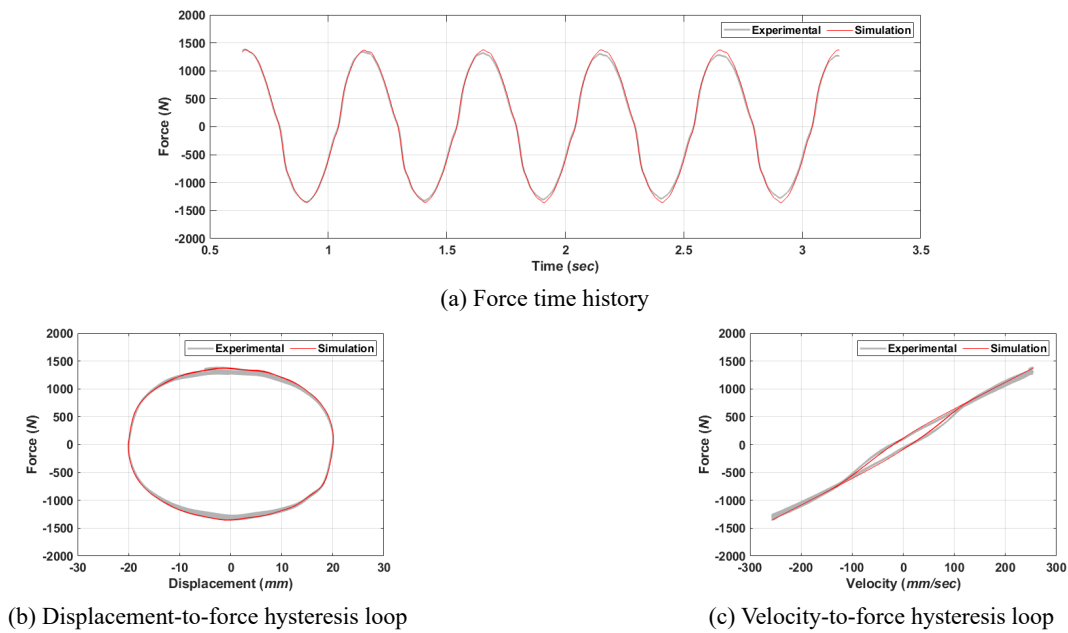 2000
1500
1000
500
0
-500
-1000
-1500
-2000
Force (N)
Experimental Simulation
0.5 1 1.5 2 2.5 3 3.5
Time (sec)
(a) Force time history
2000
1500
1000
500
0
-500
-1000
-1500
-2000
Force (N)
Experimental Simulation
-30 -20 -10 0 10 20 30
Displacement (mm)
(b) Displacement-to-force hysteresis loop
2000
1500
1000
500
0
-500
-1000
-1500
-2000
Force (N)
Experimental Simulation
-300 -200 -100 0 100 200 300
Velocity (mm/sec)
(c) Velocity-to-force hysteresis loop